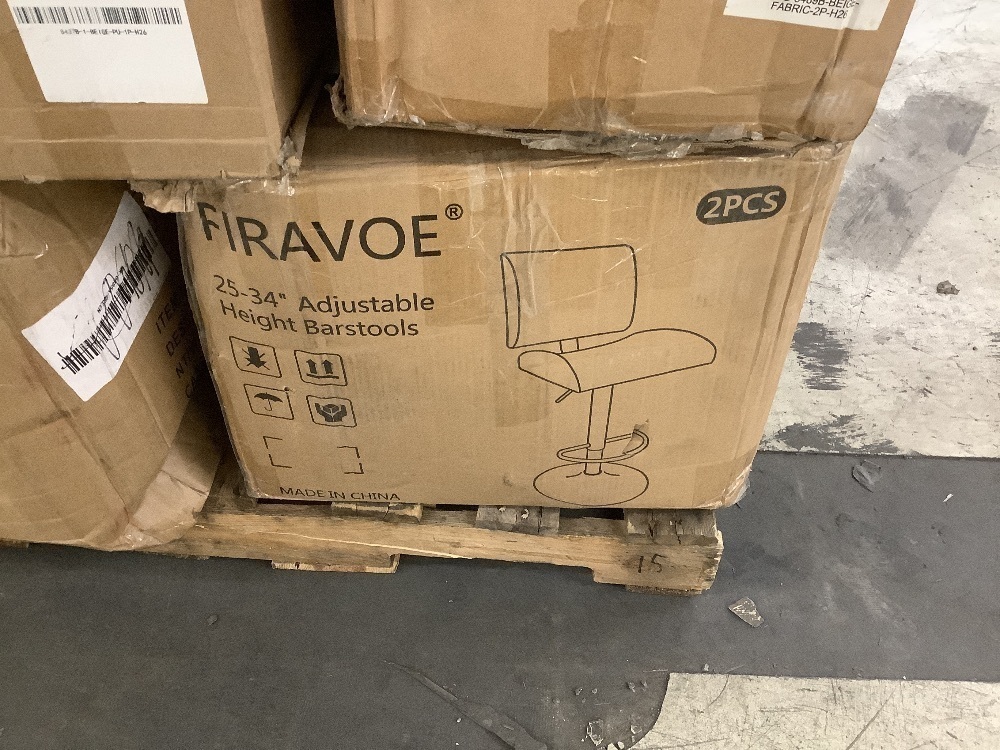 FABRIC-2P-H26
FIRAVOE®
2PCS
25-34" Adjustable
Height Barstools
MADE IN CHINA
15